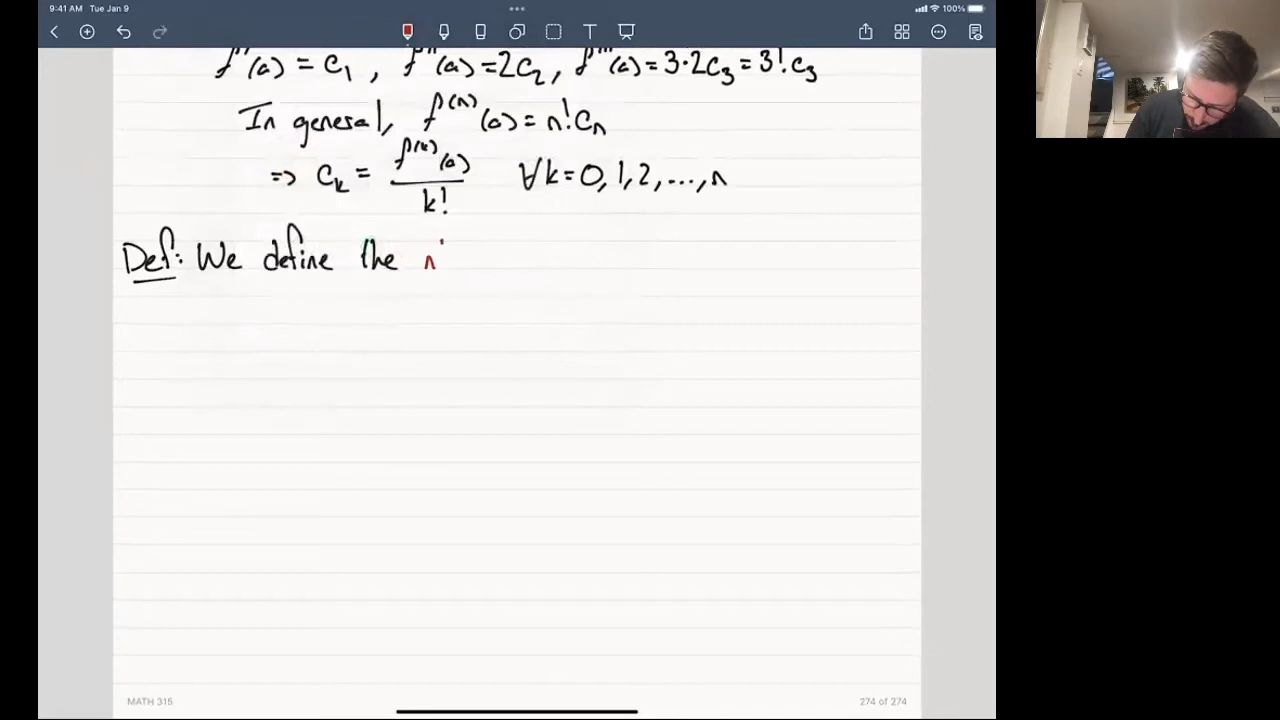 9:41 AM Tue Jan 9
100%
f'(a) = c₁ , f''(a) = 2c₂ , f'''(a) = 3·2c₃ = 3!·c₃
In general, f⁽ⁿ⁾(a) = n!cₙ
⇒ cₖ = f⁽ᵏ⁾(a) / k! ∀k = 0, 1, 2, ..., n
Def: We define the n
MATH 315
274 of 274